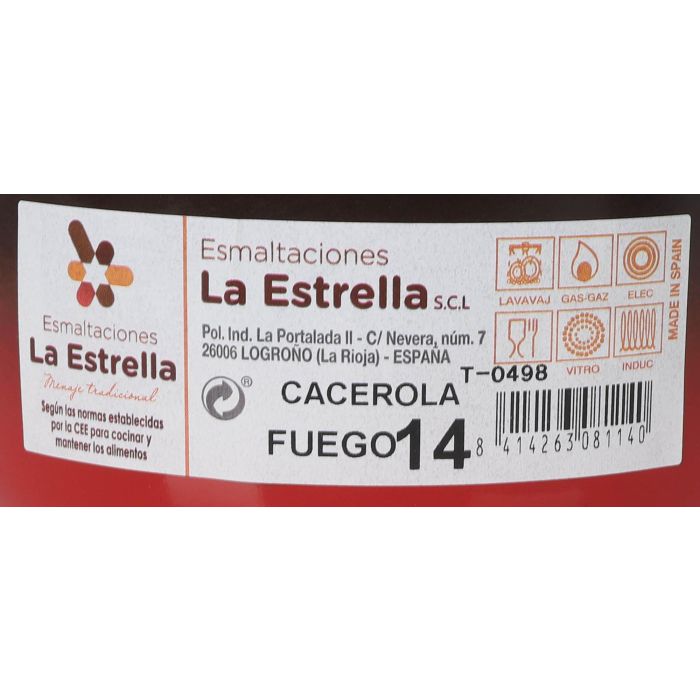 Esmaltaciones
La Estrella
Menaje tradicional
Según las normas establecidas
por la CEE para cocinar y
mantener los alimentos
Esmaltaciones
La Estrella S.C.L
Pol. Ind. La Portalada II - C/ Nevera, núm. 7
26006 LOGROÑO (La Rioja) - ESPAÑA
®
CACEROLA
FUEGO 14
LAVAVAJ GAS-GAZ ELEC
VITRO INDUC
MADE IN SPAIN
T-0498
8 414263 081140